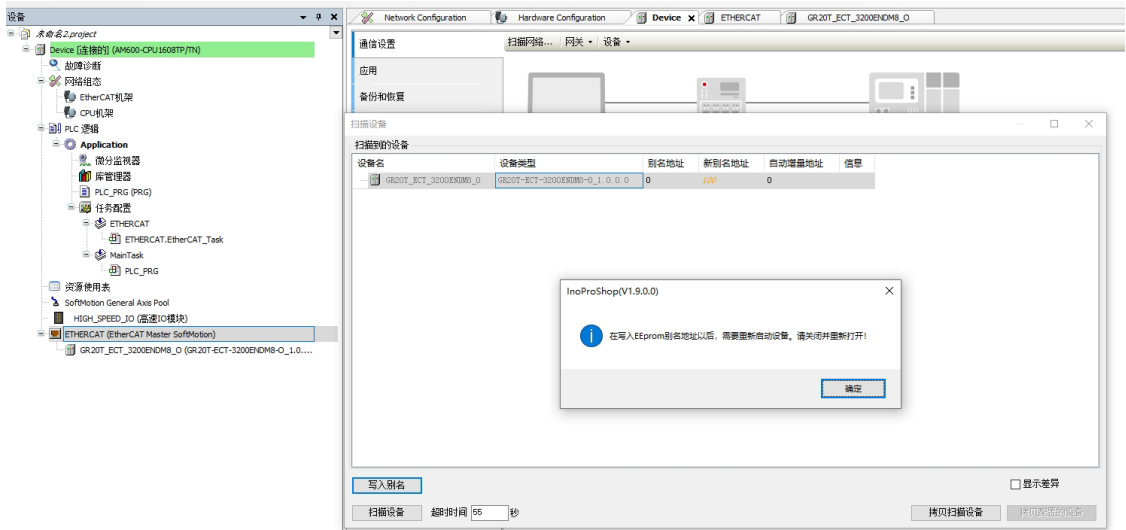 设备
未命名2.project
Device [连接的] (AM600-CPU1608TP/TN)
故障诊断
网络组态
EtherCAT机架
CPU机架
PLC 逻辑
Application
微分监视器
库管理器
PLC_PRG (PRG)
任务配置
ETHERCAT
ETHERCAT.EtherCAT_Task
MainTask
PLC_PRG
资源使用表
SoftMotion General Axis Pool
HIGH_SPEED_IO (高速IO模块)
ETHERCAT (EtherCAT Master SoftMotion)
GR20T_ECT_3200ENDM8_O (GR20T-ECT-3200ENDM8-O_1.0....
Network Configuration
Hardware Configuration
Device
ETHERCAT
GR20T_ECT_3200ENDM8_O
通信设置
扫描网络... 网关 设备
应用
备份和恢复
扫描设备
扫描到的设备
设备名 设备类型 别名地址 新别名地址 自动增量地址 信息
GR20T_ECT_3200ENDM8_O GR20T-ECT-3200ENDM8-O_1.0.0.0 0 100 0
InoProShop(V1.9.0.0)
在写入EEprom别名地址以后，需要重新启动设备。请关闭并重新打开!
确定
写入别名
显示差异
扫描设备 超时时间 55 秒 拷贝扫描设备